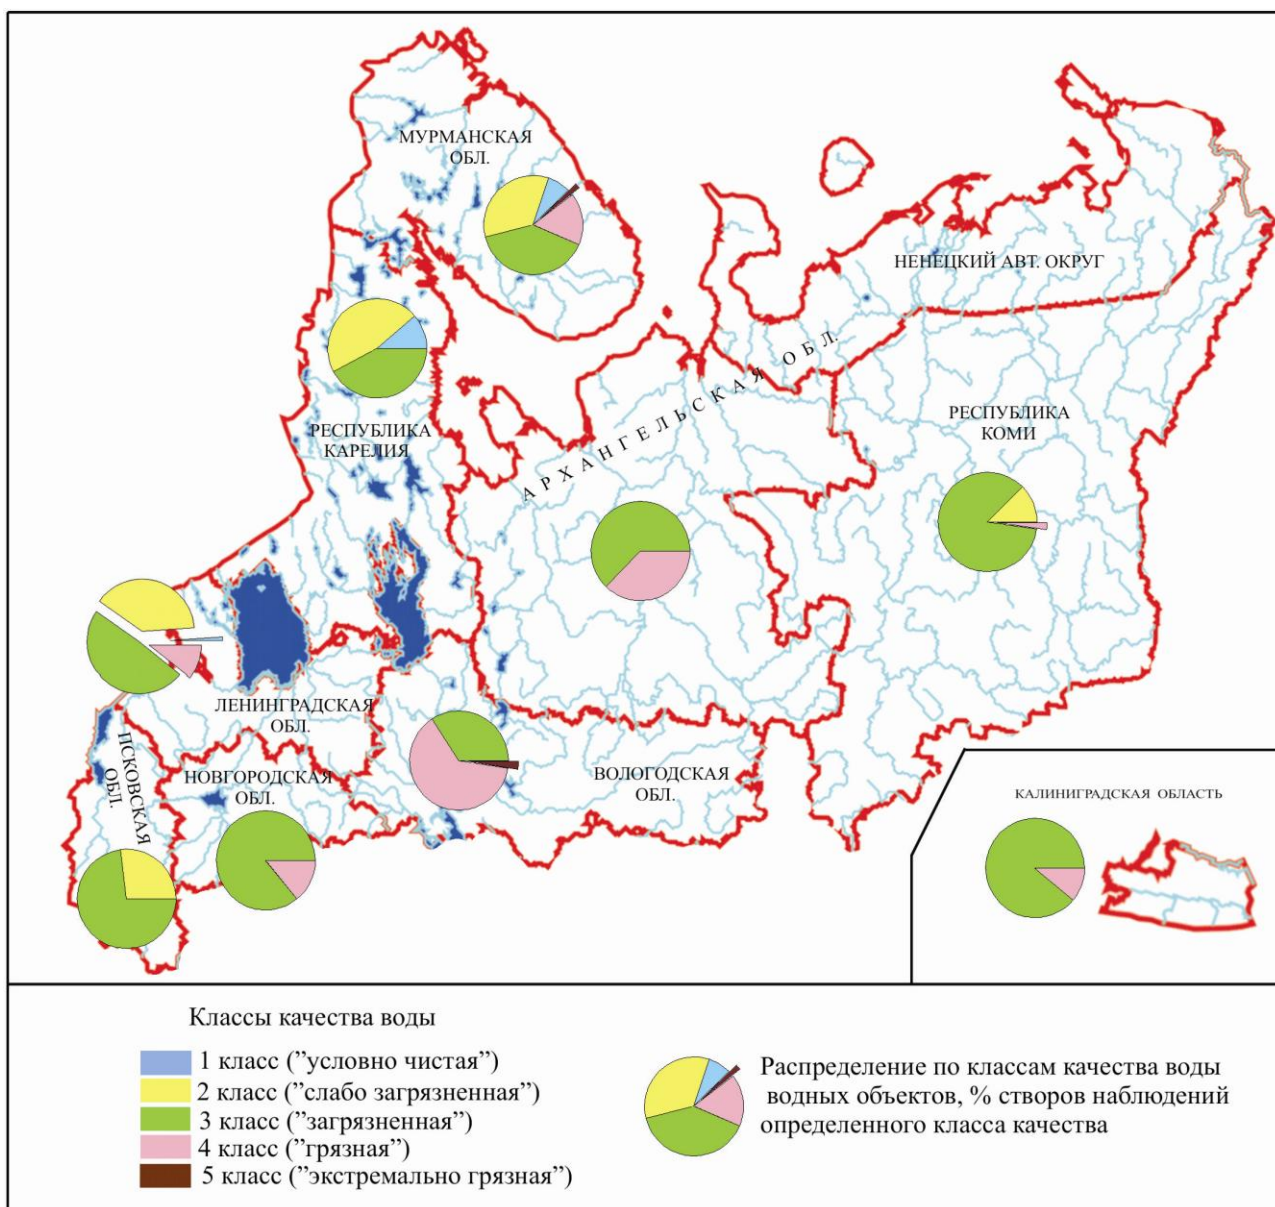 МУРМАНСКАЯ
ОБЛ.
НЕНЕЦКИЙ АВТ. ОКРУГ
АРХАНГЕЛЬСКАЯ ОБЛ.
РЕСПУБЛИКА
КОМИ
РЕСПУБЛИКА
КАРЕЛИЯ
ЛЕНИНГРАДСКАЯ
ОБЛ.
ПСКОВСКАЯ
ОБЛ.
НОВГОРОДСКАЯ
ОБЛ.
ВОЛОГОДСКАЯ
ОБЛ.
КАЛИНИГРАДСКАЯ ОБЛАСТЬ
Классы качества воды
1 класс ("условно чистая")
2 класс ("слабо загрязненная")
3 класс ("загрязненная")
4 класс ("грязная")
5 класс ("экстремально грязная")
Распределение по классам качества воды
водных объектов, % створов наблюдений
определенного класса качества